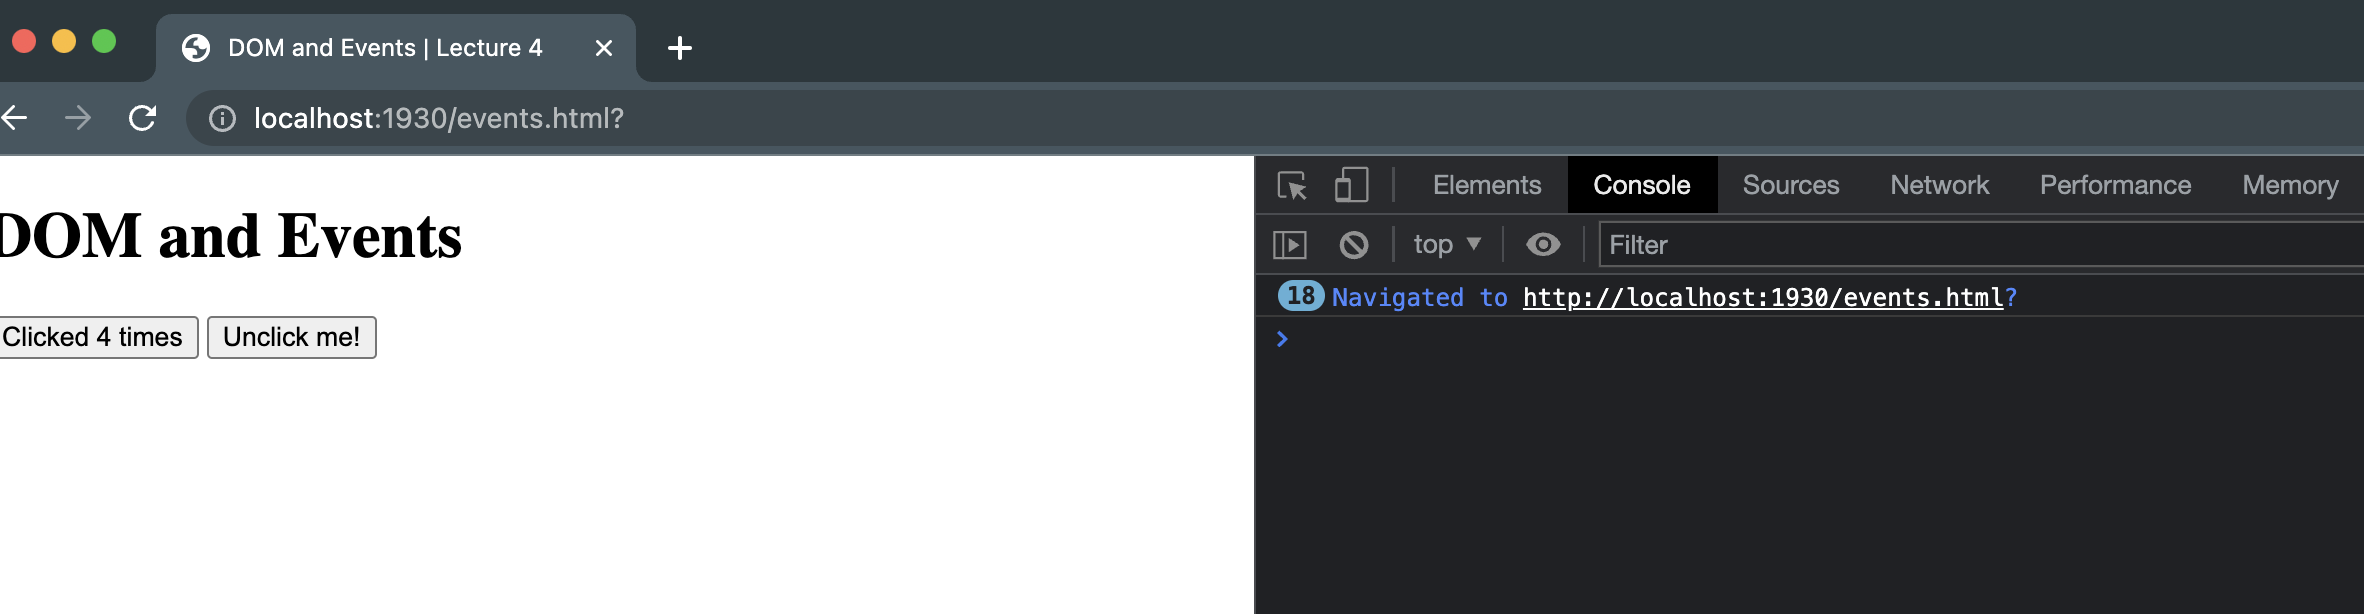 DOM and Events | Lecture 4
localhost:1930/events.html?
DOM and Events
Clicked 4 times Unclick me!
Elements Console Sources Network Performance Memory
top Filter
18 Navigated to http://localhost:1930/events.html?